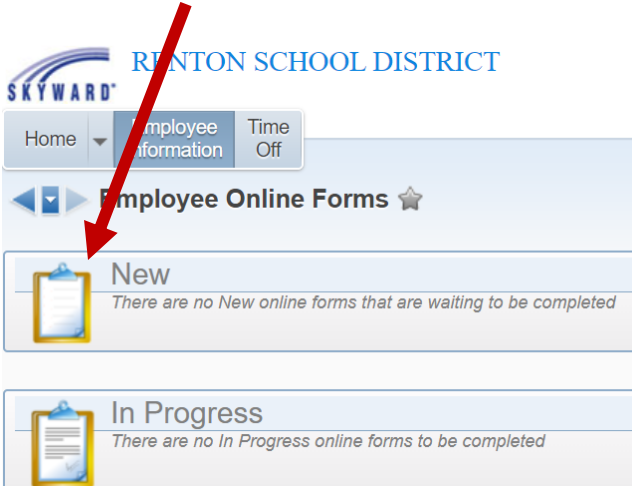 RENTON SCHOOL DISTRICT
SKYWARD
Home
Employee
Information
Time
Off
Employee Online Forms
New
There are no New online forms that are waiting to be completed
In Progress
There are no In Progress online forms to be completed